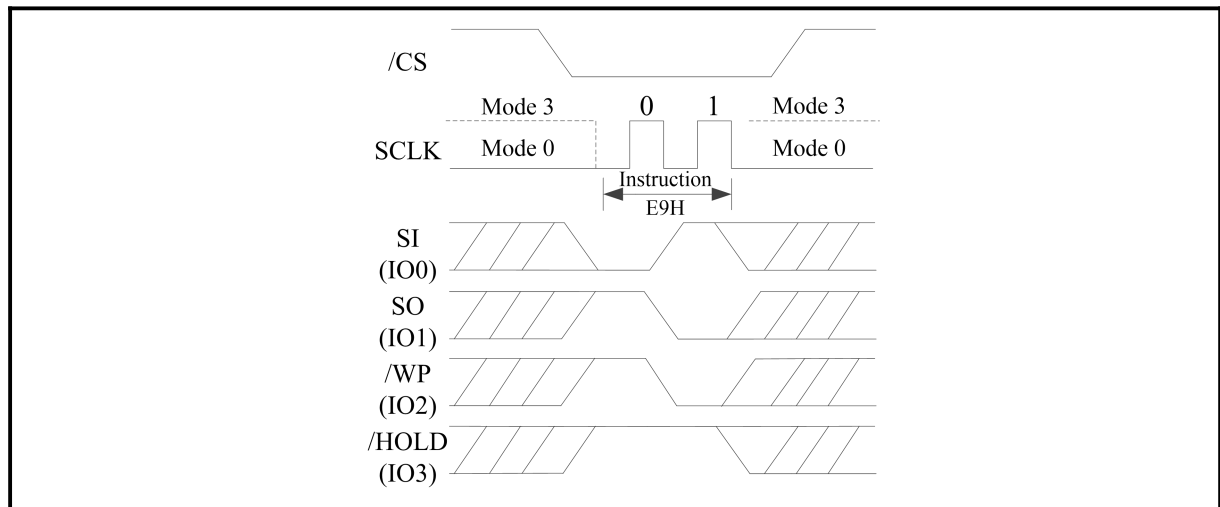 /CS
Mode 3 0 1 Mode 3
SCLK Mode 0 Mode 0
Instruction
E9H
SI
(IO0)
SO
(IO1)
/WP
(IO2)
/HOLD
(IO3)